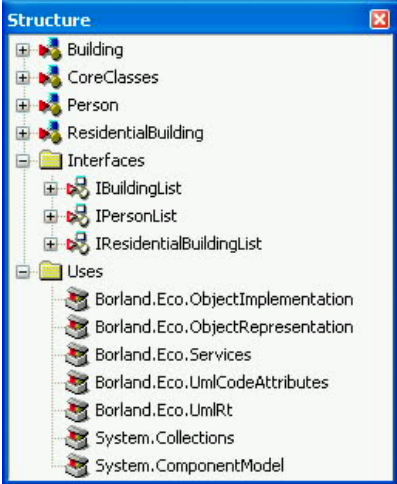 Structure
Building
CoreClasses
Person
ResidentialBuilding
Interfaces
IBuildingList
IPersonList
IResidentialBuildingList
Uses
Borland.Eco.ObjectImplementation
Borland.Eco.ObjectRepresentation
Borland.Eco.Services
Borland.Eco.UmlCodeAttributes
Borland.Eco.UmlRt
System.Collections
System.ComponentModel